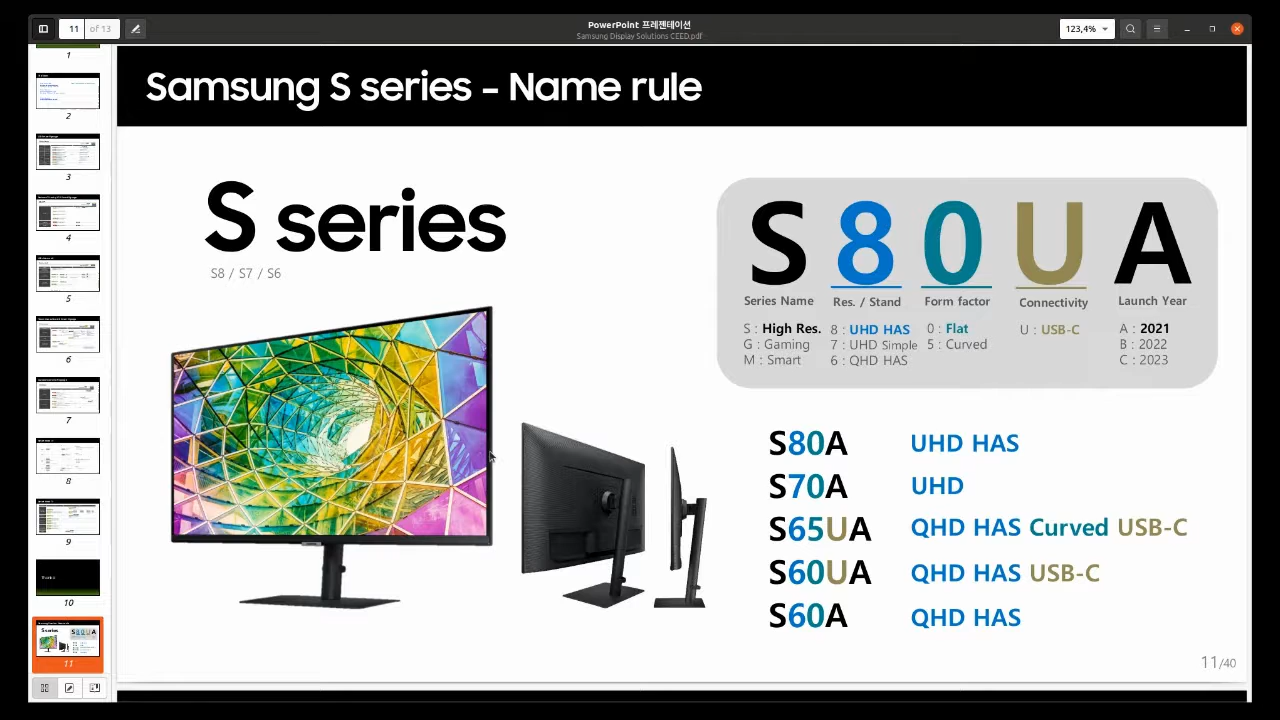 11 of 13
PowerPoint 프레젠테이션
Samsung Display Solutions CEED.pdf
123,4%
1
2
3
4
5
6
7
8
9
10
11
Samsung S series – Name rule
S series
S8 / S7 / S6
S 8 0 U A
Series Name Res. / Stand Form factor Connectivity Launch Year
S : High Res. 8 : UHD HAS 0 : Flat U : USB-C A : 2021
G : Gaming 7 : UHD Simple 5 : Curved B : 2022
M : Smart 6 : QHD HAS C : 2023
S80A UHD HAS
S70A UHD
S65UA QHD HAS Curved USB-C
S60UA QHD HAS USB-C
S60A QHD HAS
11/40